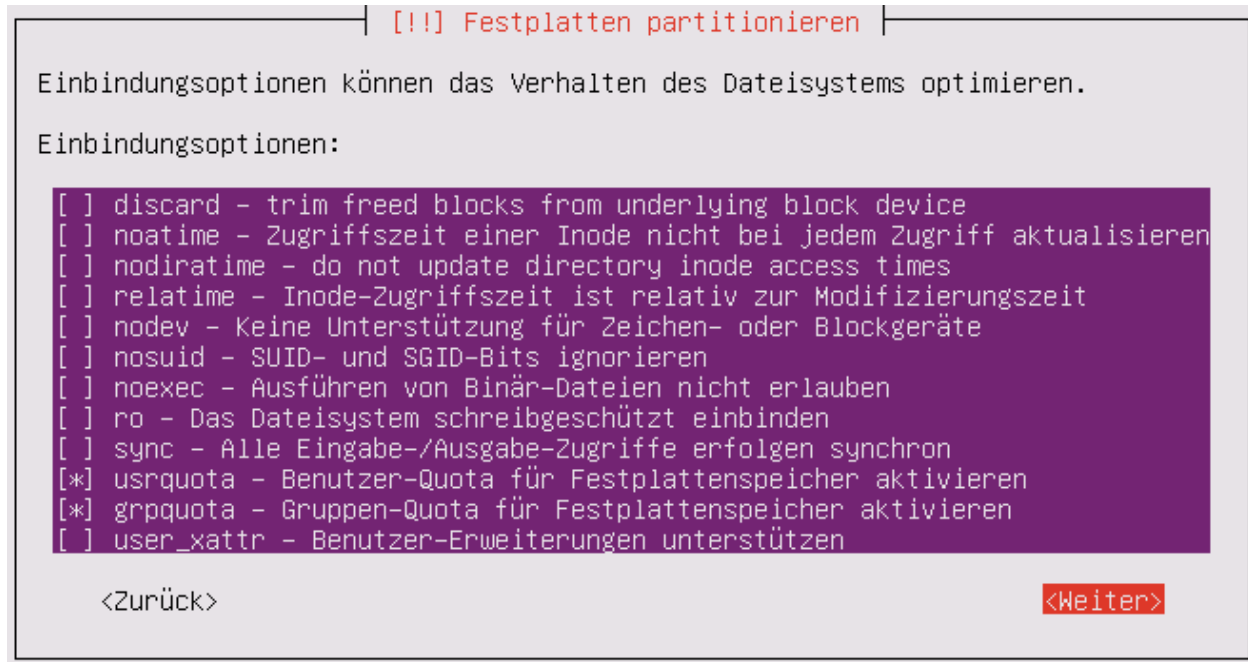 [!!] Festplatten partitionieren
Einbindungsoptionen können das Verhalten des Dateisystems optimieren.
Einbindungsoptionen:
[ ] discard – trim freed blocks from underlying block device
[ ] noatime – Zugriffszeit einer Inode nicht bei jedem Zugriff aktualisieren
[ ] nodiratime – do not update directory inode access times
[ ] relatime – Inode-Zugriffszeit ist relativ zur Modifizierungszeit
[ ] nodev – Keine Unterstützung für Zeichen- oder Blockgeräte
[ ] nosuid – SUID- und SGID-Bits ignorieren
[ ] noexec – Ausführen von Binär-Dateien nicht erlauben
[ ] ro – Das Dateisystem schreibgeschützt einbinden
[ ] sync – Alle Eingabe-/Ausgabe-Zugriffe erfolgen synchron
[*] usrquota – Benutzer-Quota für Festplattenspeicher aktivieren
[*] grpquota – Gruppen-Quota für Festplattenspeicher aktivieren
[ ] user_xattr – Benutzer-Erweiterungen unterstützen
<Zurück> <Weiter>